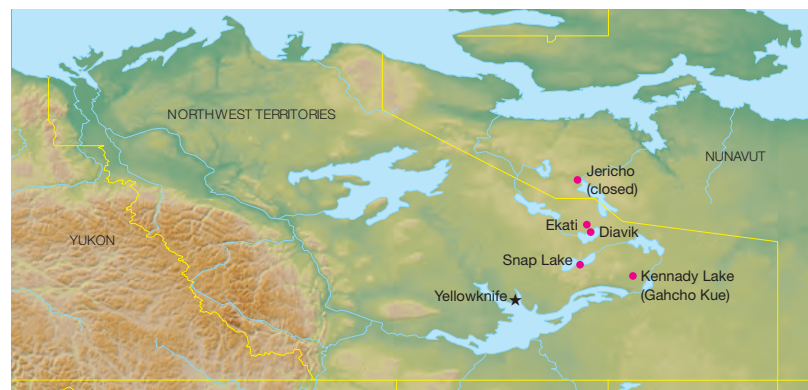 NORTHWEST TERRITORIES
NUNAVUT
Jericho
(closed)
YUKON
Ekati
Diavik
Snap Lake
Kennady Lake
(Gahcho Kue)
Yellowknife